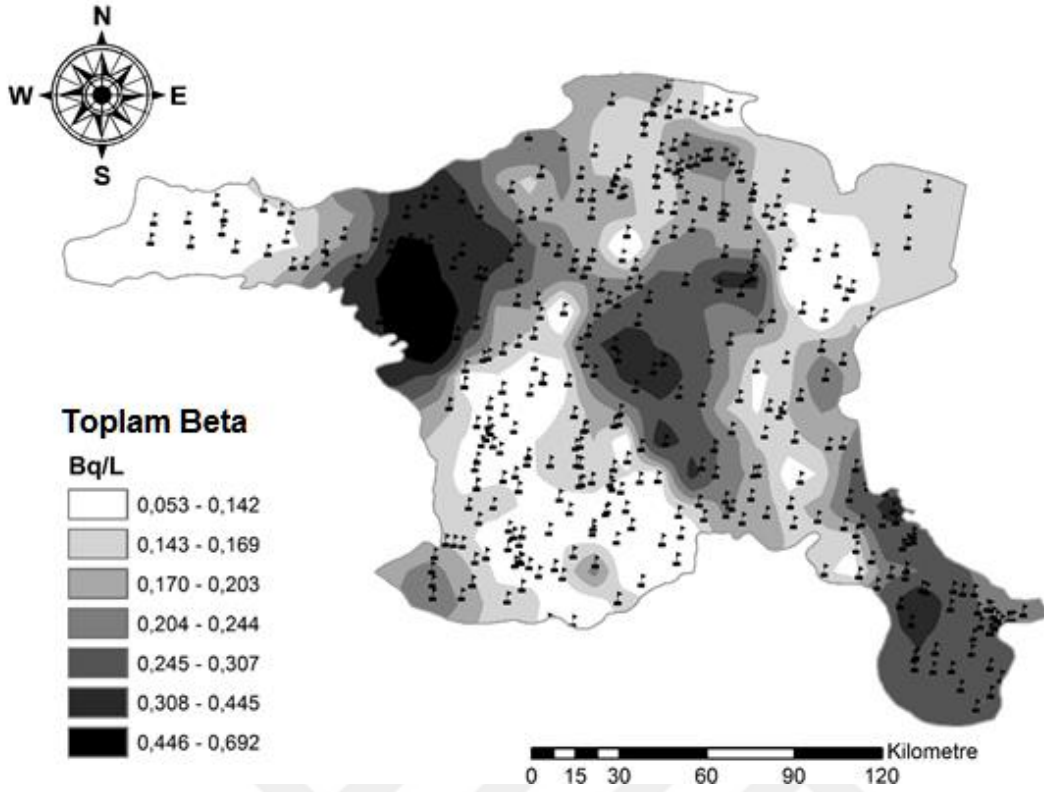 N
W E
S
Toplam Beta
Bq/L
0,053 - 0,142
0,143 - 0,169
0,170 - 0,203
0,204 - 0,244
0,245 - 0,307
0,308 - 0,445
0,446 - 0,692
Kilometre
0 15 30 60 90 120